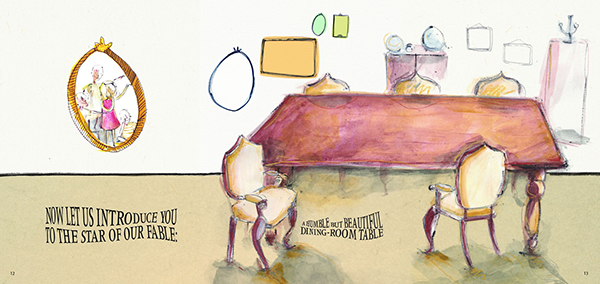 NOW LET US INTRODUCE YOU
TO THE STAR OF OUR FABLE:
A HUMBLE BUT BEAUTIFUL
DINING-ROOM TABLE
12
13